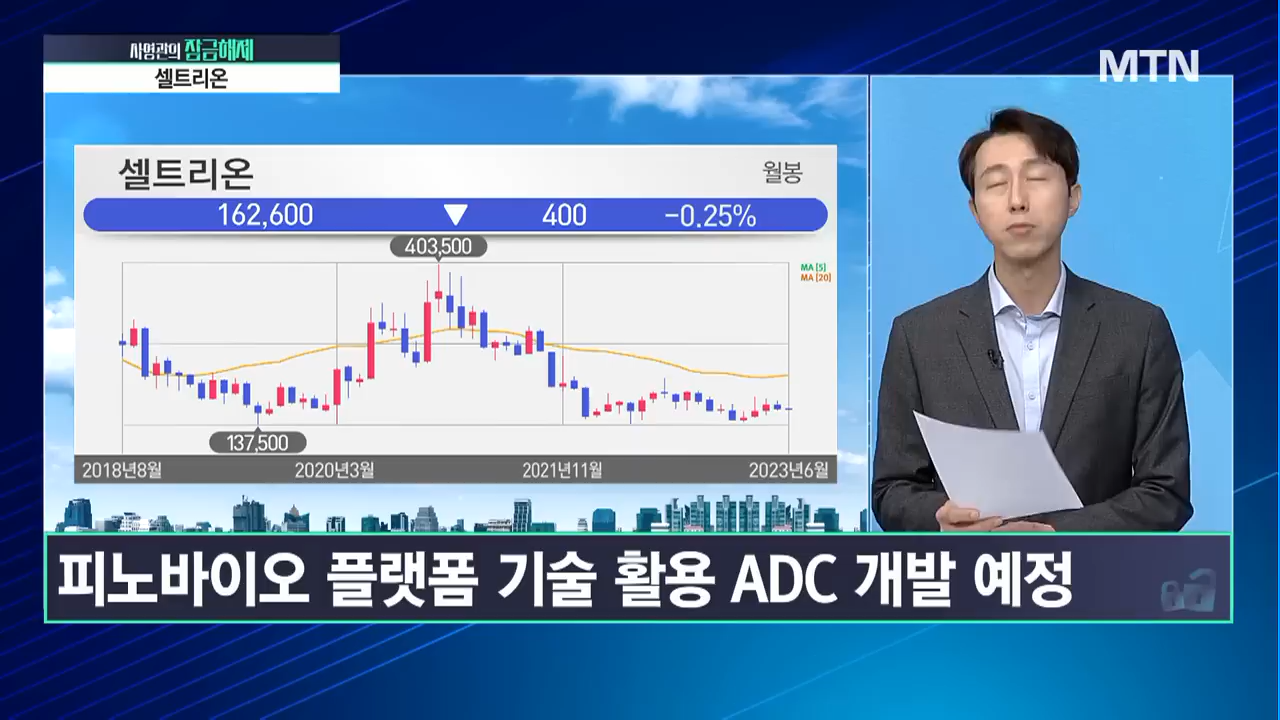 사영관의 잠금해제
셀트리온
MTN
셀트리온
월봉
162,600 ▼ 400 -0.25%
403,500
MA [5]
MA [20]
137,500
2018년8월 2020년3월 2021년11월 2023년6월
피노바이오 플랫폼 기술 활용 ADC 개발 예정